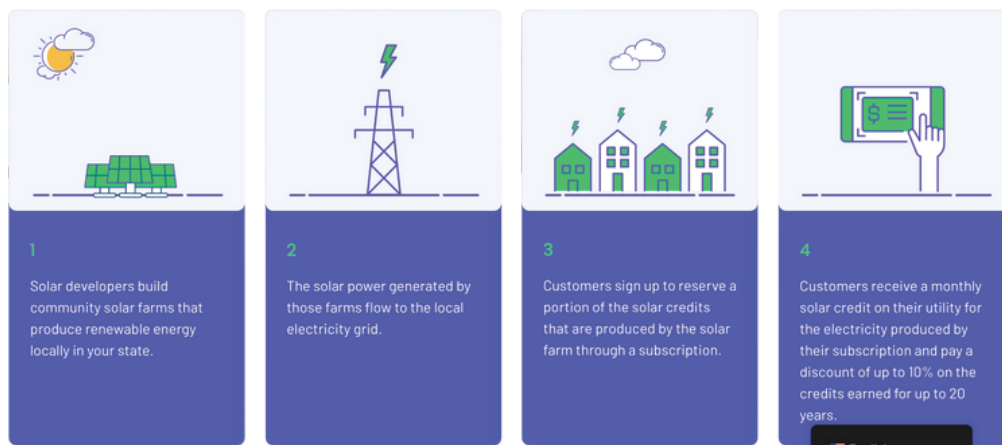 1
Solar developers build
community solar farms that
produce renewable energy
locally in your state.
2
The solar power generated by
those farms flow to the local
electricity grid.
3
Customers sign up to reserve a
portion of the solar credits
that are produced by the solar
farm through a subscription.
$
4
Customers receive a monthly
solar credit on their utility for
the electricity produced by
their subscription and pay a
discount of up to 10% on the
credits earned for up to 20
years.